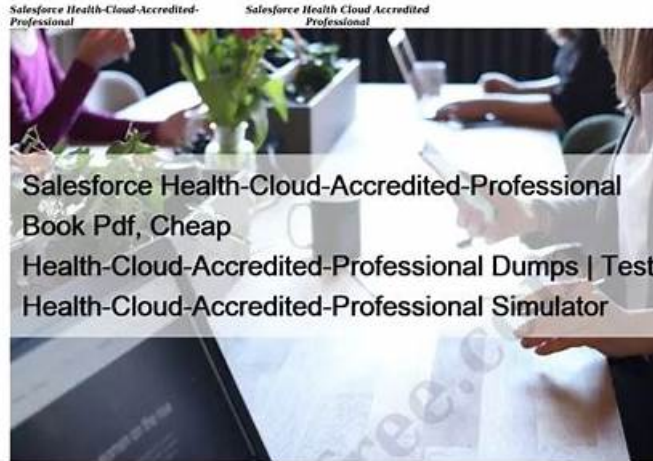 Salesforce Health-Cloud-Accredited-
Professional
Salesforce Health Cloud Accredited
Professional
Salesforce Health-Cloud-Accredited-Professional
Book Pdf, Cheap
Health-Cloud-Accredited-Professional Dumps | Test
Health-Cloud-Accredited-Professional Simulator